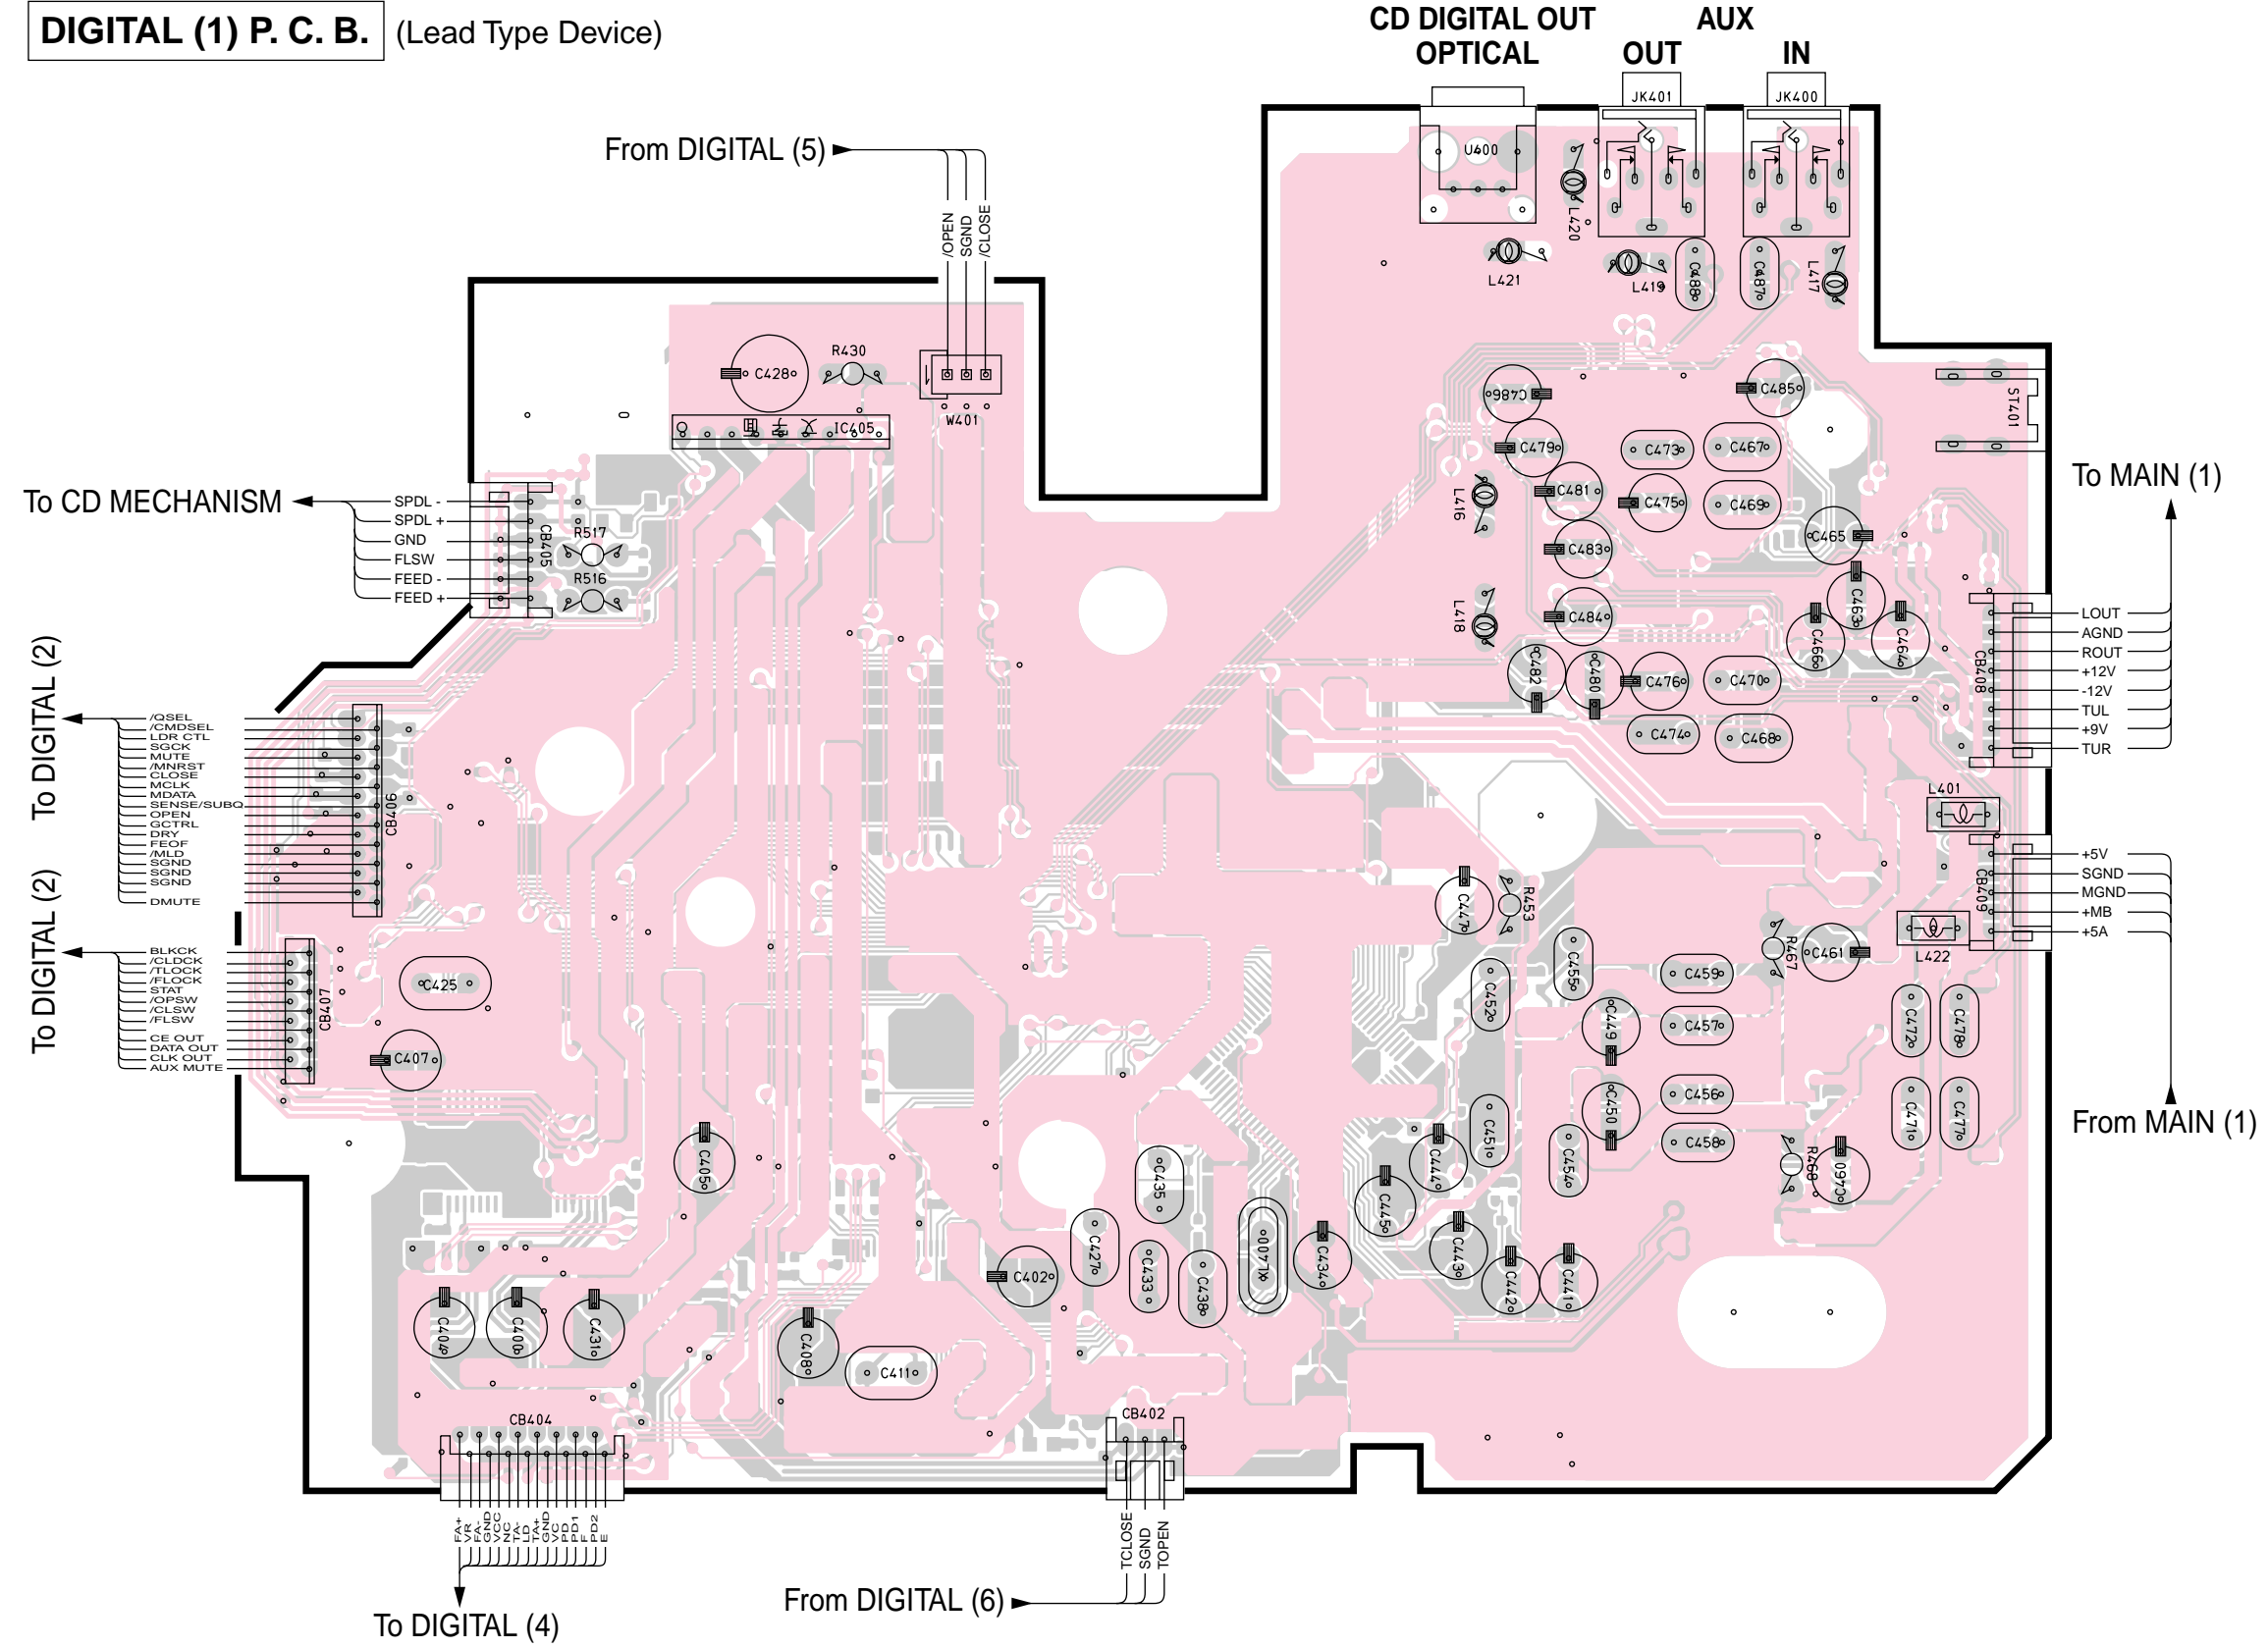 DIGITAL (1) P. C. B. (Lead Type Device)
CD DIGITAL OUT
OPTICAL
AUX
OUT
IN
JK401
JK400
U400
L420
L421
L419
C488
C487
L417
From DIGITAL (5)
/OPEN
SGND
/CLOSE
R430
C428
W401
IC405
C486
C485
ST401
C479
C473
C467
C481
C475
C469
L416
C465
C483
C463
L418
C484
C466
C464
C482
C480
C476
C470
C474
C468
CB408
To CD MECHANISM
SPDL -
SPDL +
GND
FLSW
FEED -
FEED +
CB405
R517
R516
To MAIN (1)
LOUT
AGND
ROUT
+12V
-12V
TUL
+9V
TUR
To DIGITAL (2)
/QSEL
/CMDSEL
LDR CTL
SGCK
MUTE
/MNRST
CLOSE
MCLK
MDATA
SENSE/SUBQ
OPEN
GCTRL
DRY
FEOF
/MLD
SGND
SGND
SGND
DMUTE
CB406
L401
+5V
SGND
MGND
+MB
+5A
CB409
L422
From MAIN (1)
To DIGITAL (2)
BLKCK
/CLDCK
/TLOCK
/FLOCK
STAT
/OPSW
/CLSW
/FLSW
CE OUT
DATA OUT
CLK OUT
AUX MUTE
CB407
C425
C407
C447
R453
R467
C461
C455
C459
C452
C449
C457
C472
C478
C456
C450
C458
C471
C477
C451
C454
R468
C460
C405
C435
C444
C445
C427
C402
C433
C438
XL400
C434
C443
C442
C441
C404
C400
C431
C408
C411
CB404
CB402
FA+
VR
FA-
GND
VCC
NC
TA-
LD
TA+
GND
VC
PD
PD1
F
PD2
E
To DIGITAL (4)
TCLOSE
SGND
TOPEN
From DIGITAL (6)